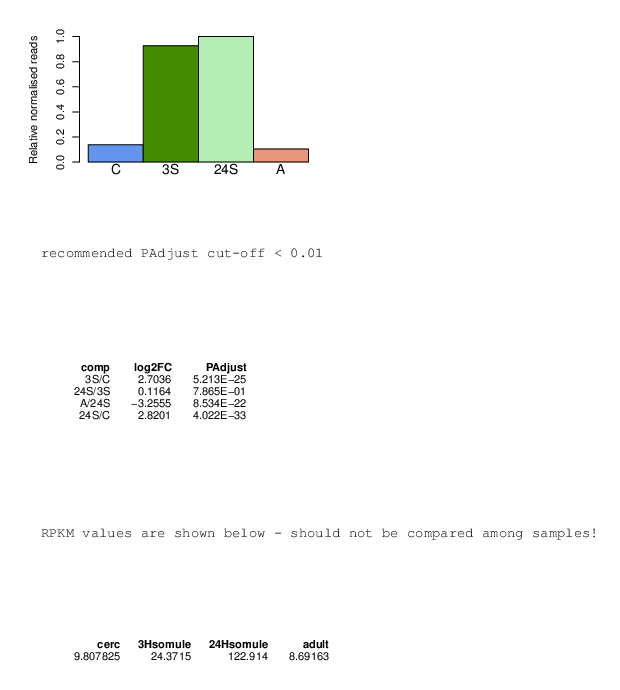 Relative normalised reads
1.0
0.8
0.6
0.4
0.2
0.0
C 3S 24S A
recommended PAdjust cut-off < 0.01
comp log2FC PAdjust
3S/C 2.7036 5.213E−25
24S/3S 0.1164 7.865E−01
A/24S −3.2555 8.534E−22
24S/C 2.8201 4.022E−33
RPKM values are shown below - should not be compared among samples!
cerc 3Hsomule 24Hsomule adult
9.807825 24.3715 122.914 8.69163